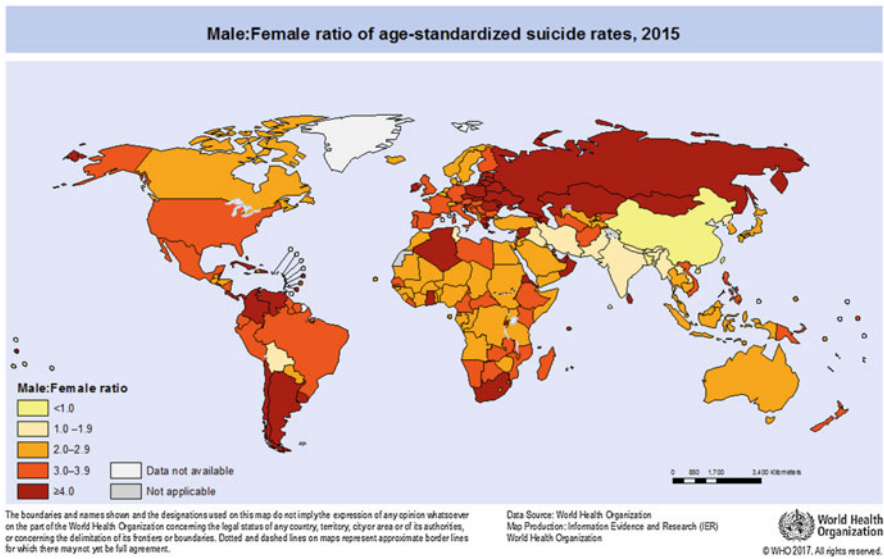 Male:Female ratio of age-standardized suicide rates, 2015
Male:Female ratio
<1.0
1.0 –1.9
2.0–2.9
3.0–3.9
≥4.0
Data not available
Not applicable
0 850 1,700 3,400 Kilometers
The boundaries and names shown and the designations used on this map do not imply the expression of any opinion whatsoever
on the part of the World Health Organization concerning the legal status of any country, territory, city or area or of its authorities,
or concerning the delimitation of its frontiers or boundaries. Dotted and dashed lines on maps represent approximate border lines
for which there may not yet be full agreement.
Data Source: World Health Organization
Map Production: Information Evidence and Research (IER)
World Health Organization
World Health
Organization
© WHO 2017. All rights reserved.